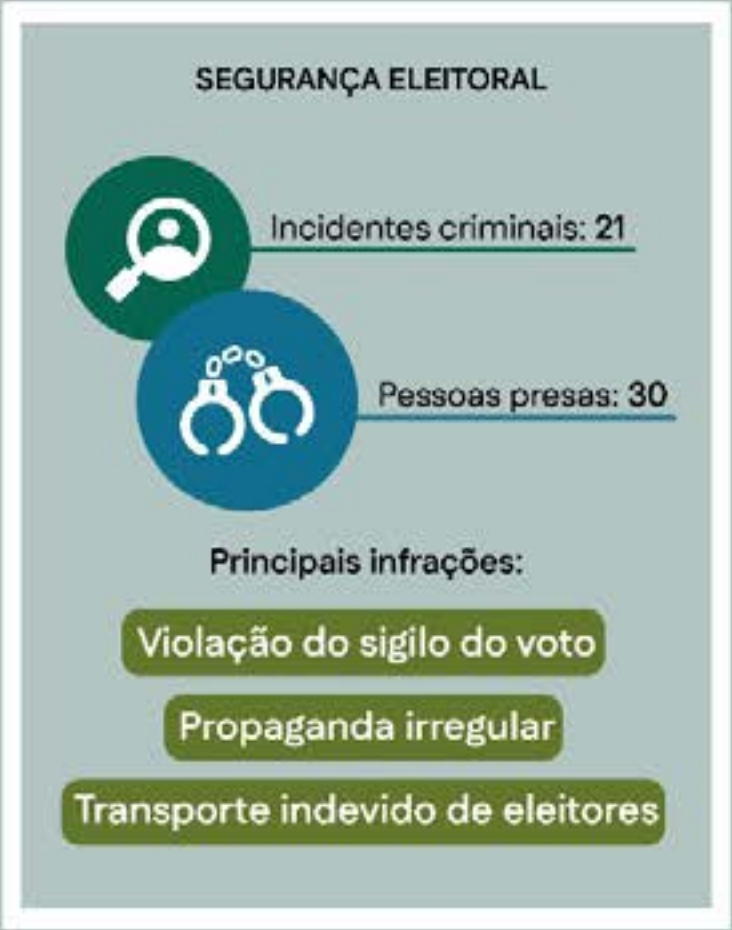 SEGURANÇA ELEITORAL
Incidentes criminais: 21
Pessoas presas: 30
Principais infrações:
Violação do sigilo do voto
Propaganda irregular
Transporte indevido de eleitores